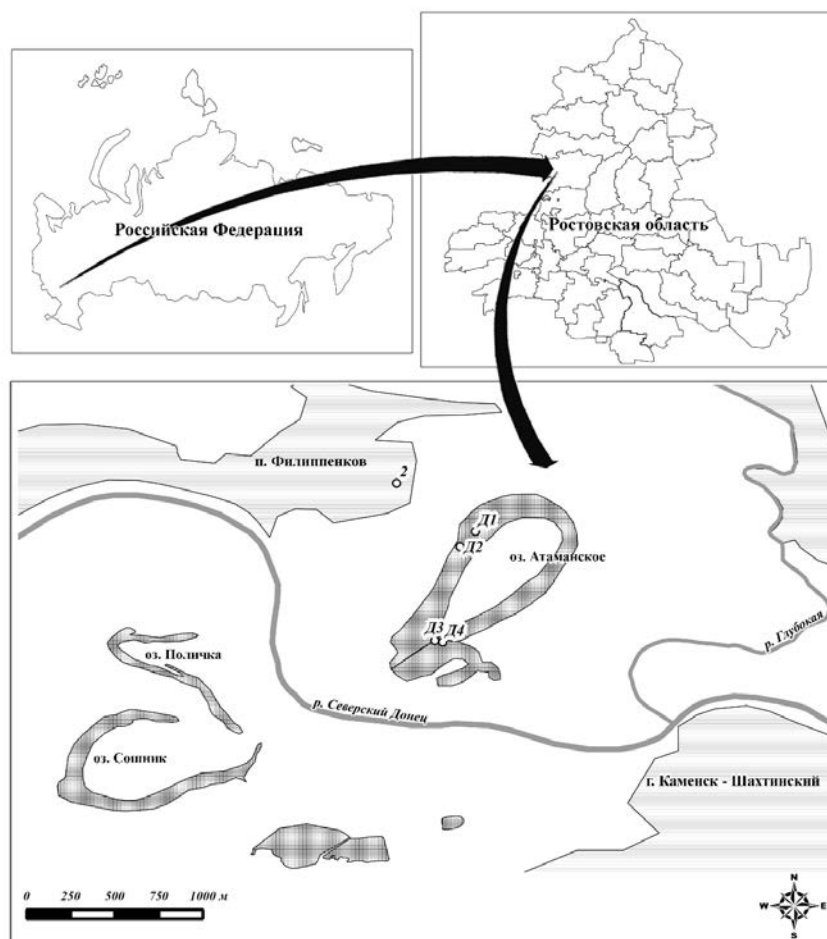 Российская Федерация
Ростовская область
п. Филиппенков
2
Д1
Д2
оз. Атаманское
Д3 Д4
р. Глубокая
оз. Поличка
р. Северский Донец
оз. Сошник
г. Каменск - Шахтинский
0 250 500 750 1000 м
N
W E
S